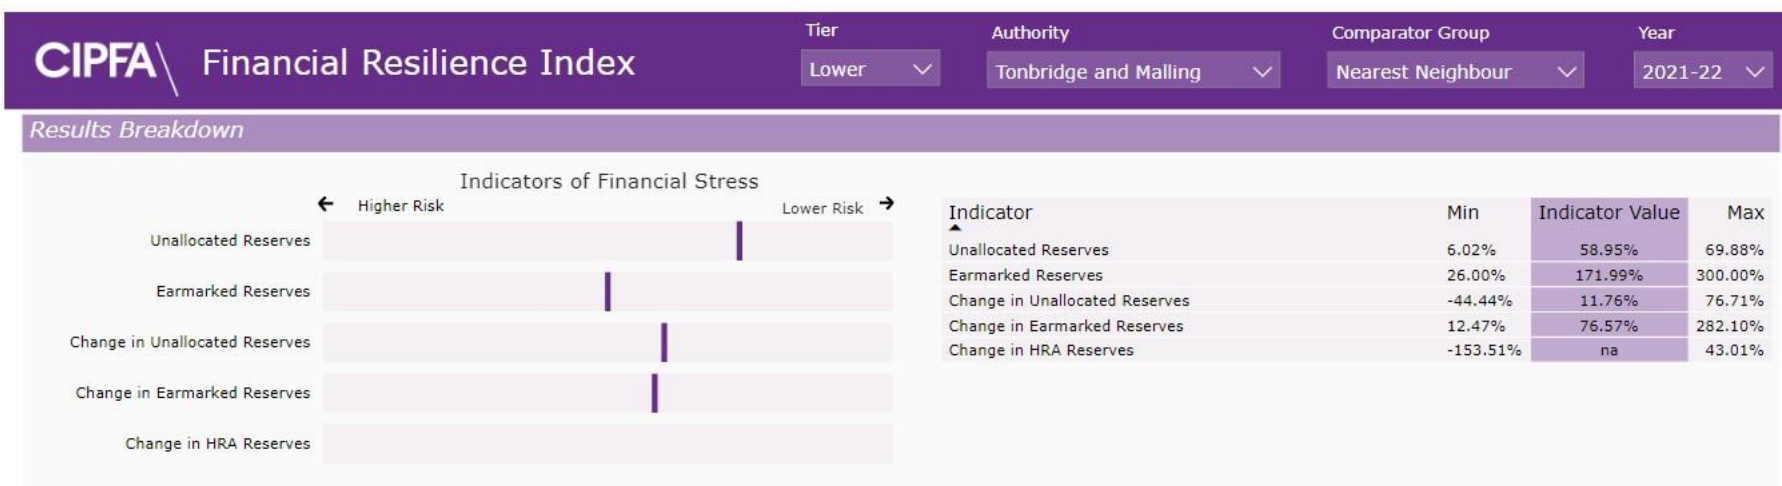 CIPFA\ Financial Resilience Index
Tier
Lower
Authority
Tonbridge and Malling
Comparator Group
Nearest Neighbour
Year
2021-22
Results Breakdown
Indicators of Financial Stress
← Higher Risk Lower Risk →
Unallocated Reserves
Earmarked Reserves
Change in Unallocated Reserves
Change in Earmarked Reserves
Change in HRA Reserves
Indicator Min Indicator Value Max
Unallocated Reserves 6.02% 58.95% 69.88%
Earmarked Reserves 26.00% 171.99% 300.00%
Change in Unallocated Reserves -44.44% 11.76% 76.71%
Change in Earmarked Reserves 12.47% 76.57% 282.10%
Change in HRA Reserves -153.51% na 43.01%